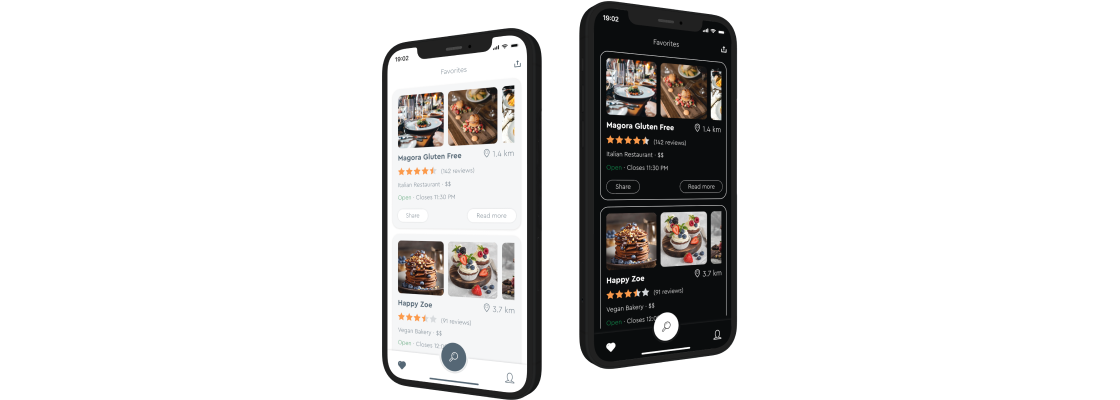 19:02
Favorites
Magora Gluten Free
1,4 km
(142 reviews)
Italian Restaurant · $$
Open · Closes 11:30 PM
Share
Read more
Happy Zoe
3,7 km
(91 reviews)
Vegan Bakery · $$
Open · Closes 12:0
19:02
Favorites
Magora Gluten Free
1,4 km
(142 reviews)
Italian Restaurant · $$
Open · Closes 11:30 PM
Share
Read more
Happy Zoe
3,7 km
(91 reviews)
Vegan Bakery · $$
Open · Closes 12:0